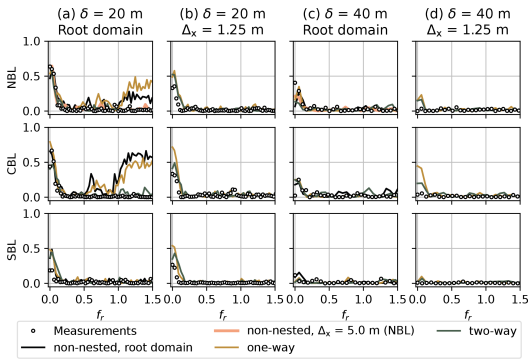 (a) δ = 20 m
Root domain
(b) δ = 20 m
Δx = 1.25 m
(c) δ = 40 m
Root domain
(d) δ = 40 m
Δx = 1.25 m
NBL
1.0
0.5
0.0
CBL
1.0
0.5
0.0
SBL
1.0
0.5
0.0
0.0 0.5 1.0 1.5 0.0 0.5 1.0 1.5 0.0 0.5 1.0 1.5 0.0 0.5 1.0 1.5
fr fr fr fr
Measurements
non-nested, root domain
non-nested, Δx = 5.0 m (NBL)
one-way
two-way